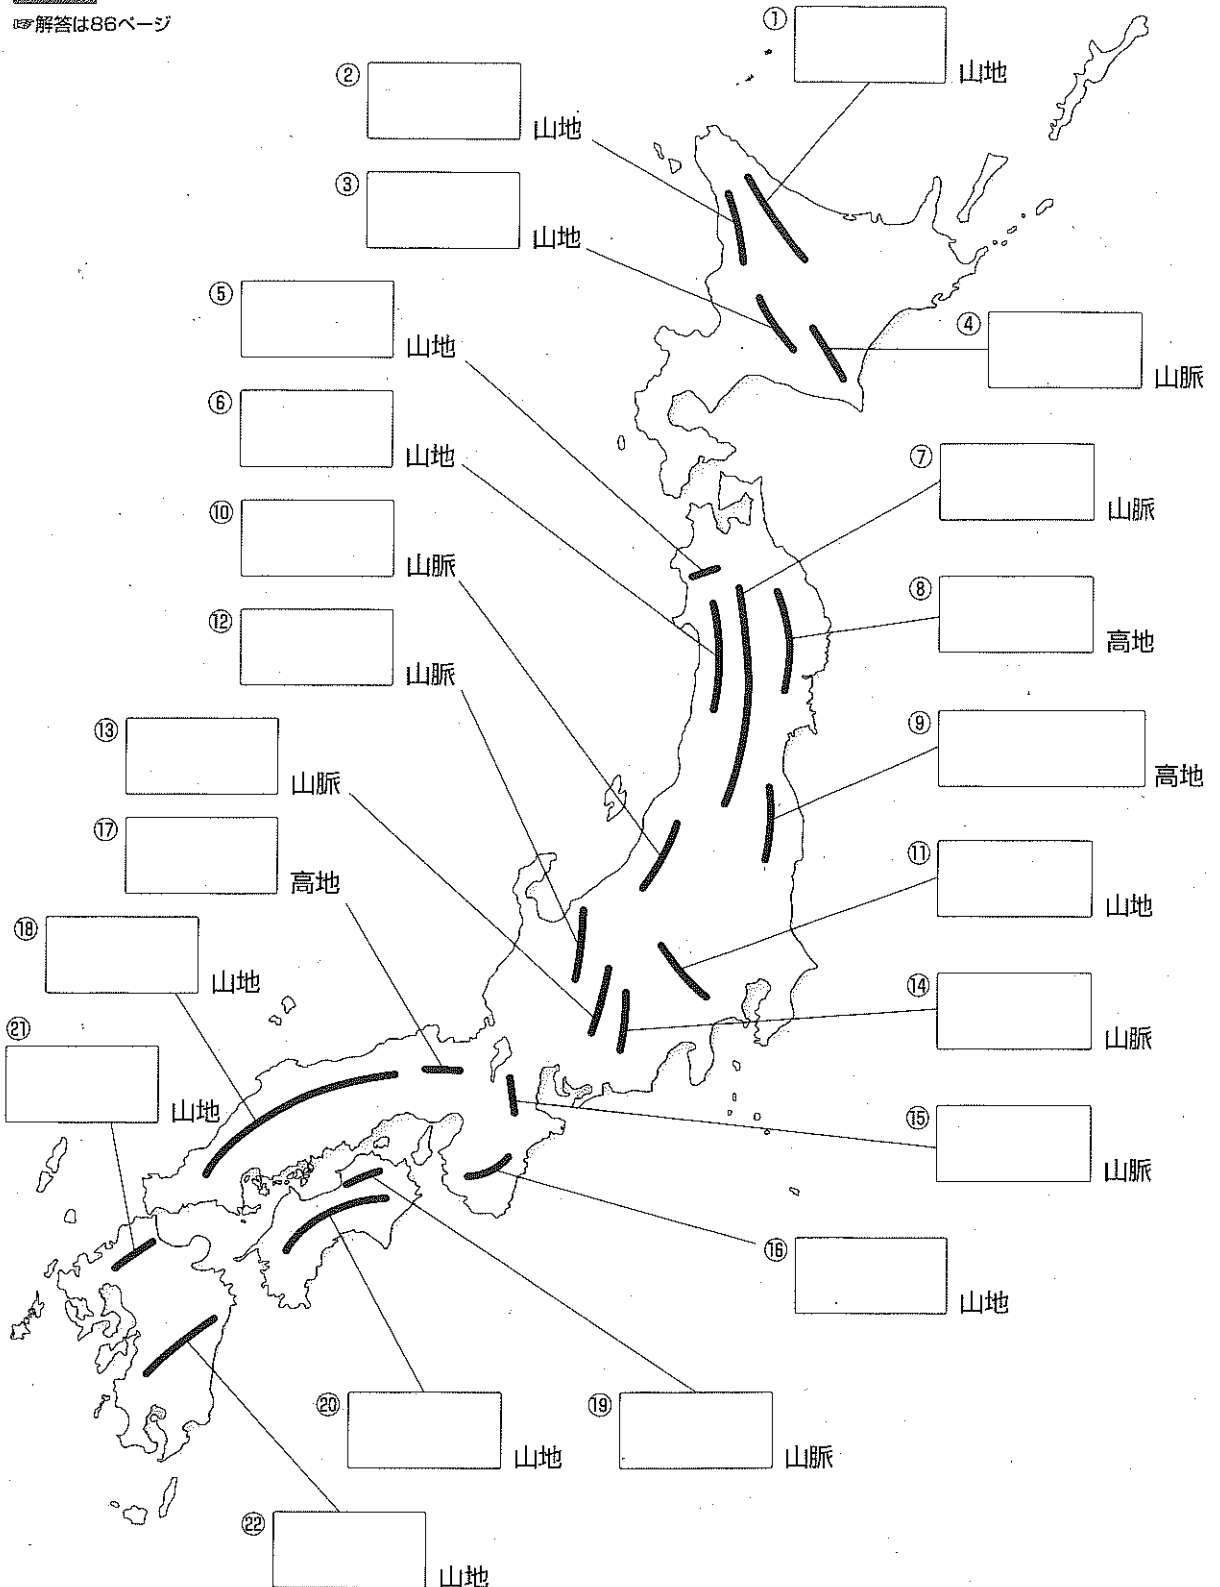 ☞解答は86ページ
① 山地
② 山地
③ 山地
④ 山脈
⑤ 山地
⑥ 山地
⑦ 山脈
⑧ 高地
⑨ 高地
⑩ 山脈
⑪ 山地
⑫ 山脈
⑬ 山脈
⑭ 山脈
⑮ 山脈
⑯ 山地
⑰ 高地
⑱ 山地
⑲ 山脈
⑳ 山地
㉑ 山地
㉒ 山地